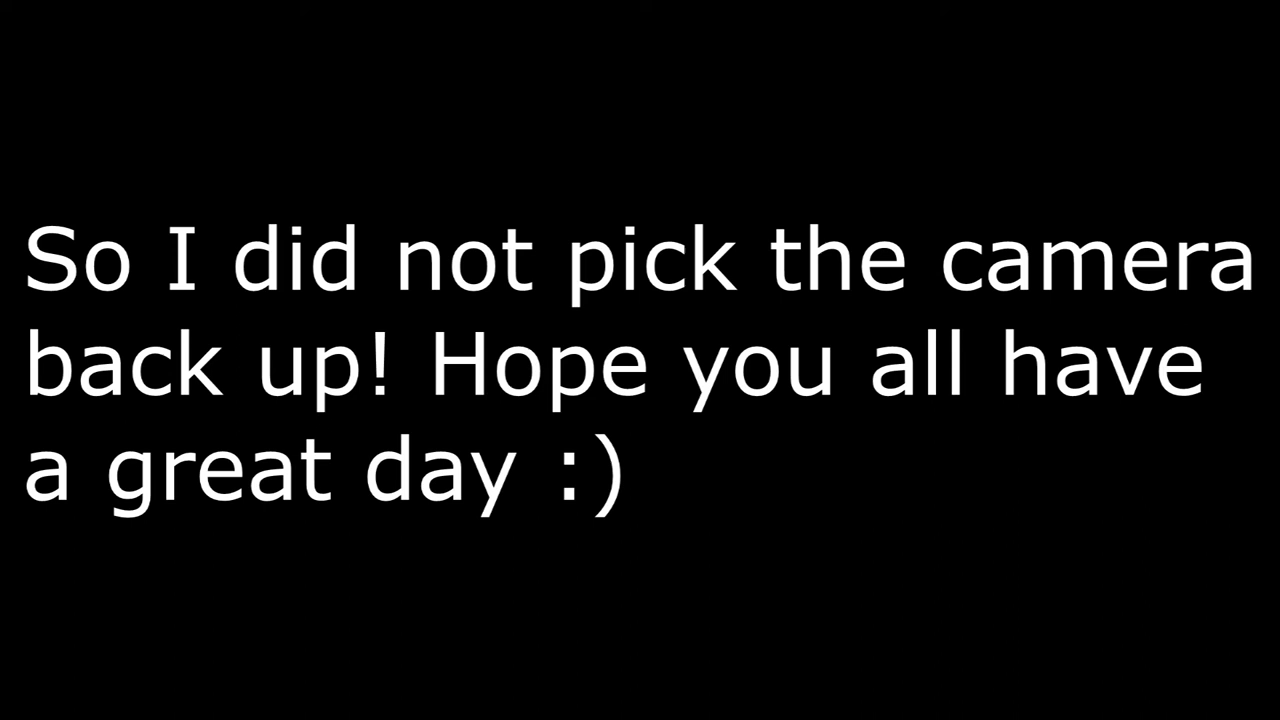 So I did not pick the camera
back up! Hope you all have
a great day :)